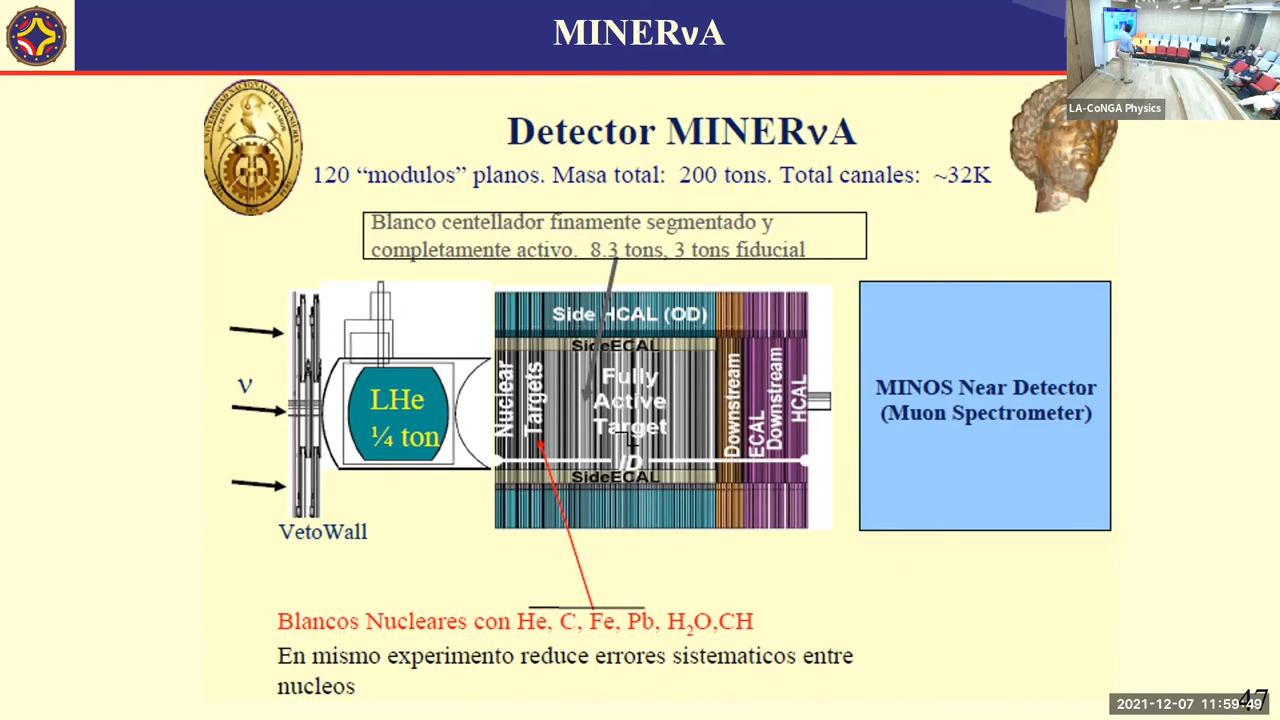 MINERνA
LA-CoNGA Physics
Detector MINERνA
120 “modulos” planos. Masa total: 200 tons. Total canales: ~32K
Blanco centellador finamente segmentado y
completamente activo. 8.3 tons, 3 tons fiducial
Side HCAL (OD)
SideECAL
ν
LHe
¼ ton
Nuclear
Targets
Fully
Active
Target
ID
Downstream
ECAL
Downstream
HCAL
SideECAL
MINOS Near Detector
(Muon Spectrometer)
VetoWall
Blancos Nucleares con He, C, Fe, Pb, H₂O,CH
En mismo experimento reduce errores sistematicos entre
nucleos
47
2021-12-07 11:59:49